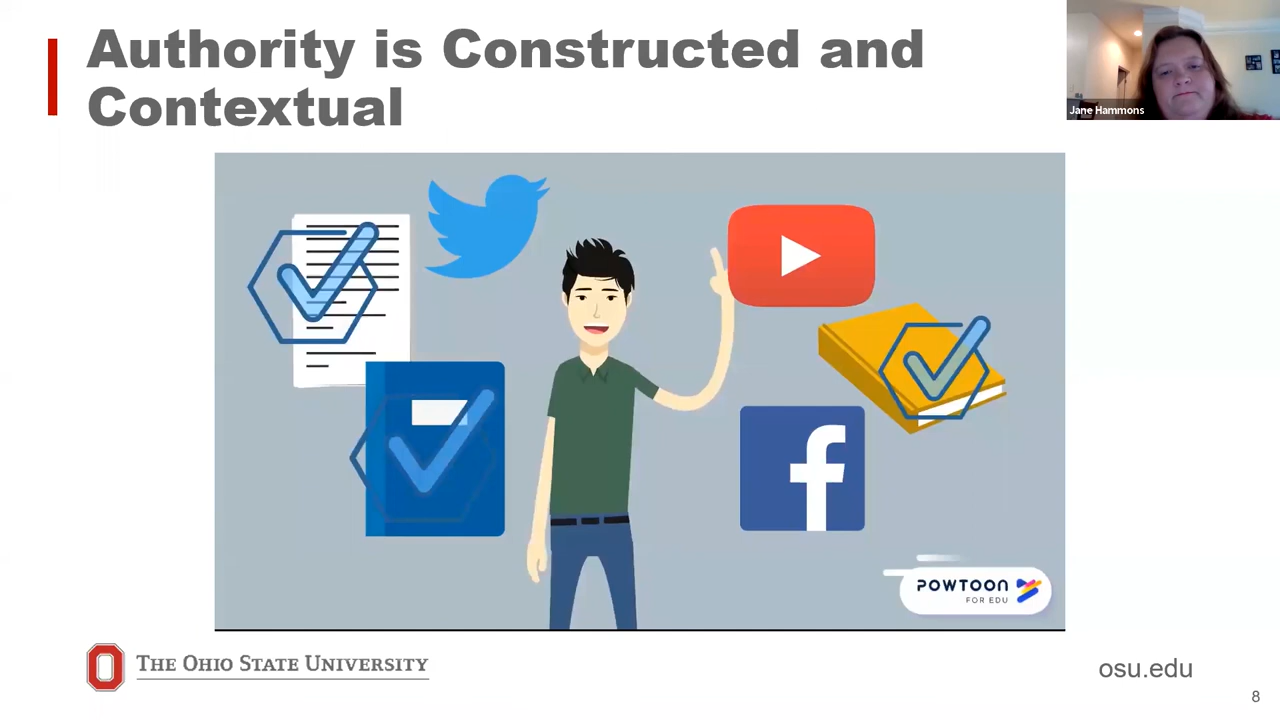 Authority is Constructed and
Contextual
Jane Hammons
POWTOON
FOR EDU
THE OHIO STATE UNIVERSITY
osu.edu
8